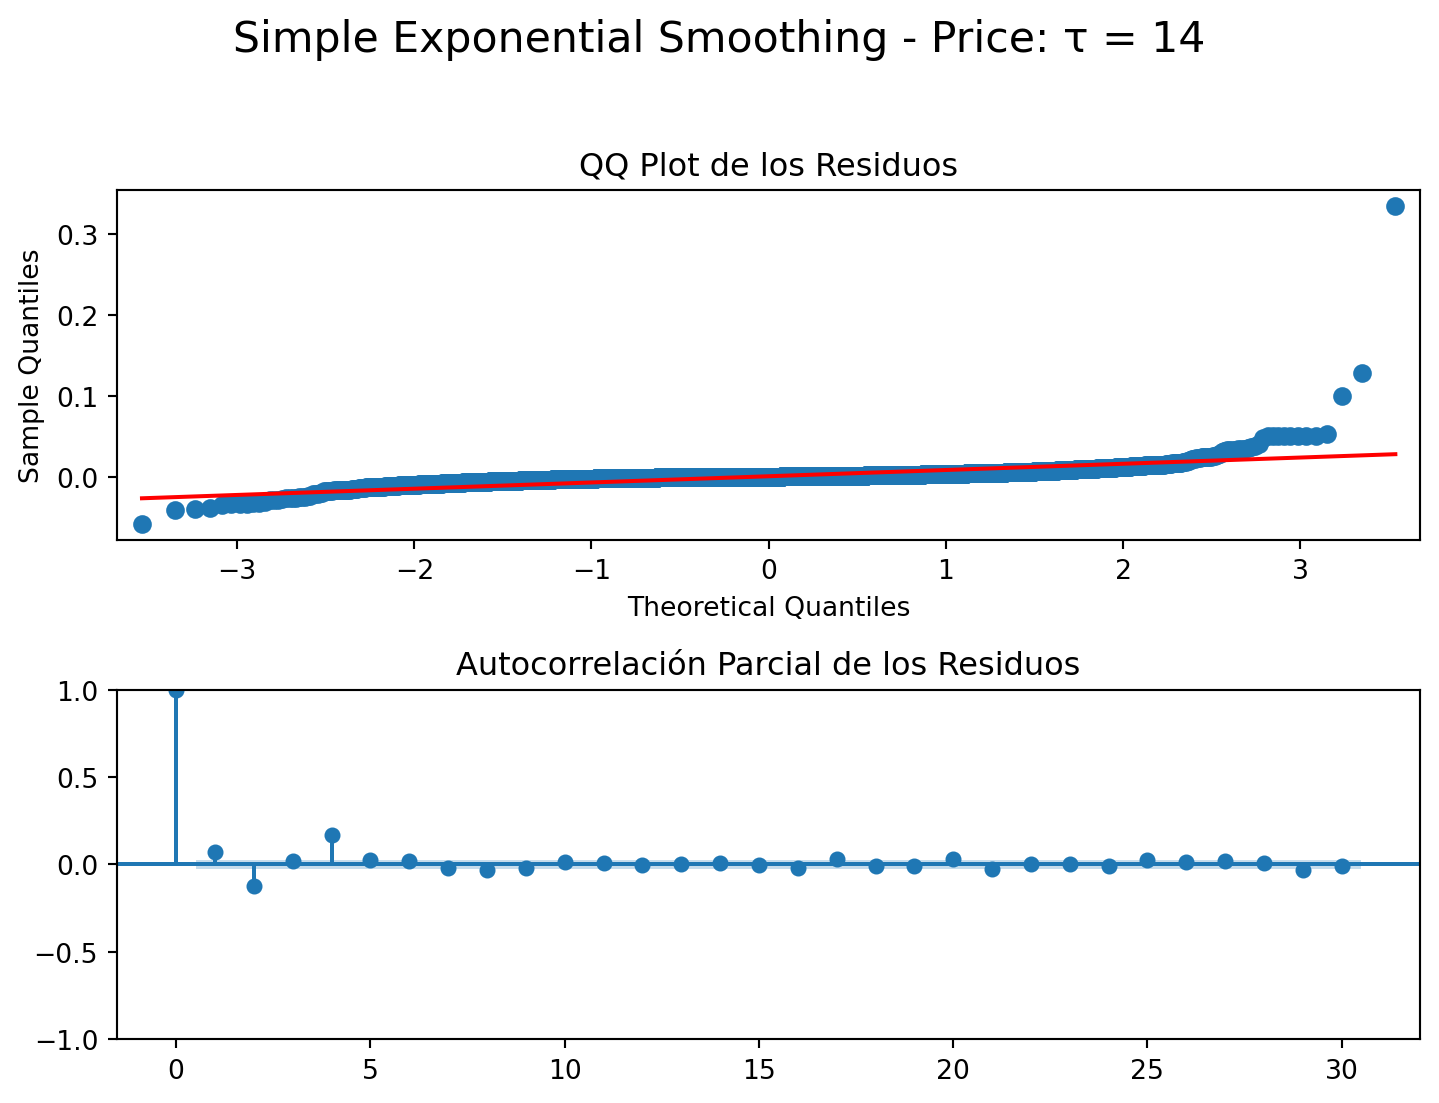 Simple Exponential Smoothing - Price: τ = 14
QQ Plot de los Residuos
Sample Quantiles
0.3
0.2
0.1
0.0
−3 −2 −1 0 1 2 3
Theoretical Quantiles
Autocorrelación Parcial de los Residuos
1.0
0.5
0.0
−0.5
−1.0
0 5 10 15 20 25 30